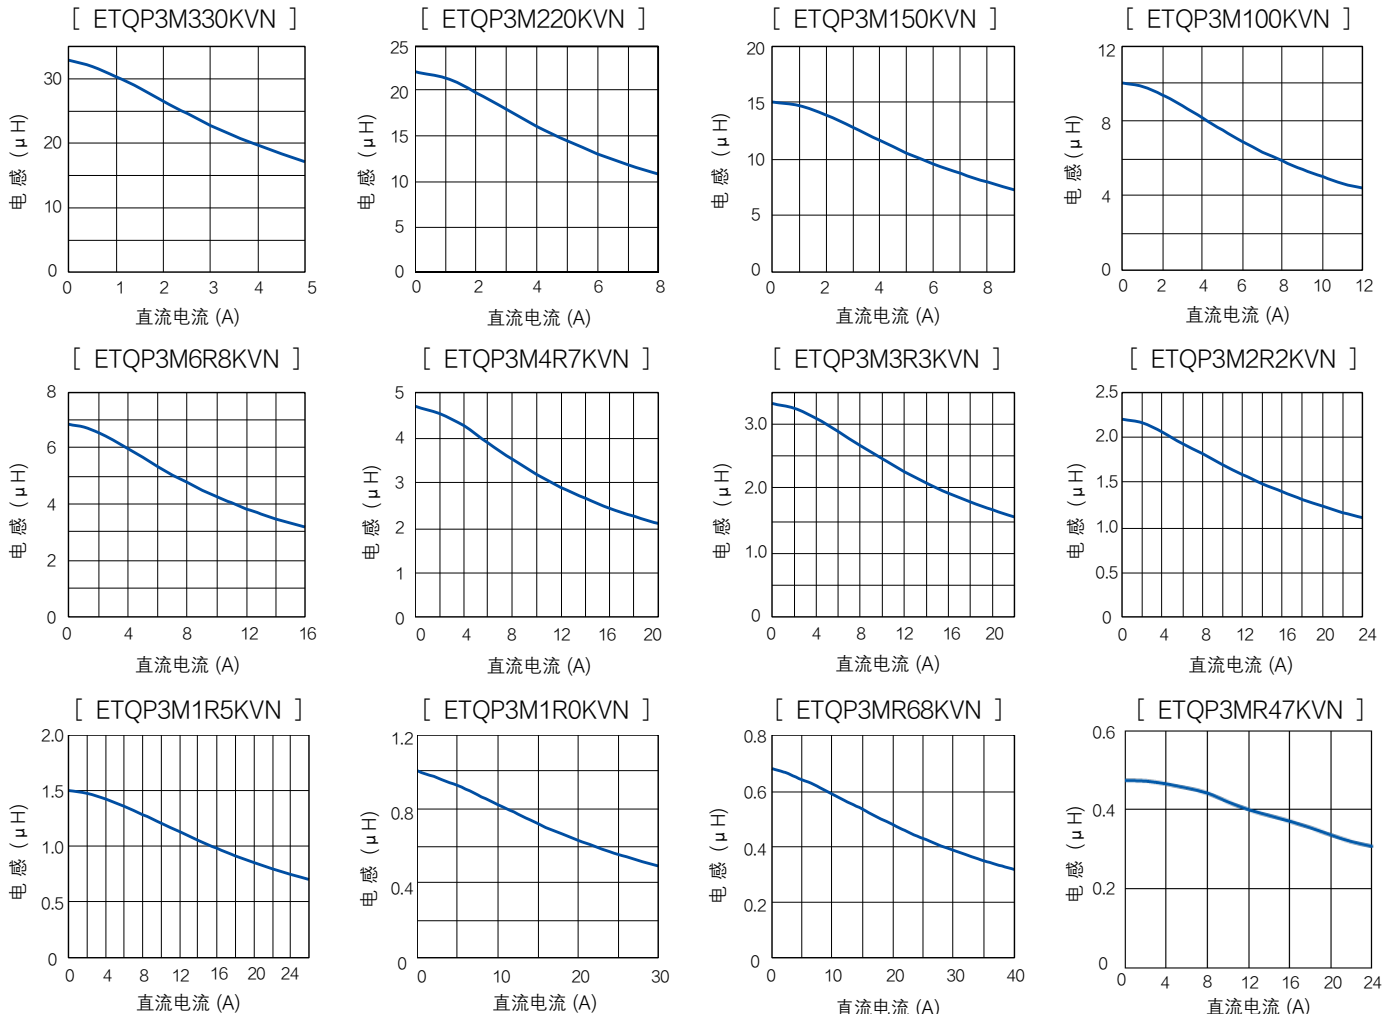 [ ETQP3M330KVN ]
30
20
10
0
0 1 2 3 4 5
电 感 (μH)
直流电流 (A)
[ ETQP3M220KVN ]
25
20
15
10
5
0
0 2 4 6 8
电 感 (μH)
直流电流 (A)
[ ETQP3M150KVN ]
20
15
10
5
0
0 2 4 6 8
电 感 (μH)
直流电流 (A)
[ ETQP3M100KVN ]
12
8
4
0
0 2 4 6 8 10 12
电 感 (μH)
直流电流 (A)
[ ETQP3M6R8KVN ]
8
6
4
2
0
0 4 8 12 16
电 感 (μH)
直流电流 (A)
[ ETQP3M4R7KVN ]
5
4
3
2
1
0
0 4 8 12 16 20
电 感 (μH)
直流电流 (A)
[ ETQP3M3R3KVN ]
3.0
2.0
1.0
0
0 4 8 12 16 20
电 感 (μH)
直流电流 (A)
[ ETQP3M2R2KVN ]
2.5
2.0
1.5
1.0
0.5
0
0 4 8 12 16 20 24
电 感 (μH)
直流电流 (A)
[ ETQP3M1R5KVN ]
2.0
1.5
1.0
0.5
0
0 4 8 12 16 20 24
电 感 (μH)
直流电流 (A)
[ ETQP3M1R0KVN ]
1.2
0.8
0.4
0
0 10 20 30
电 感 (μH)
直流电流 (A)
[ ETQP3MR68KVN ]
0.8
0.6
0.4
0.2
0
0 10 20 30 40
电 感 (μH)
直流电流 (A)
[ ETQP3MR47KVN ]
0.6
0.4
0.2
0
0 4 8 12 16 20 24
电 感 (μH)
直流电流 (A)